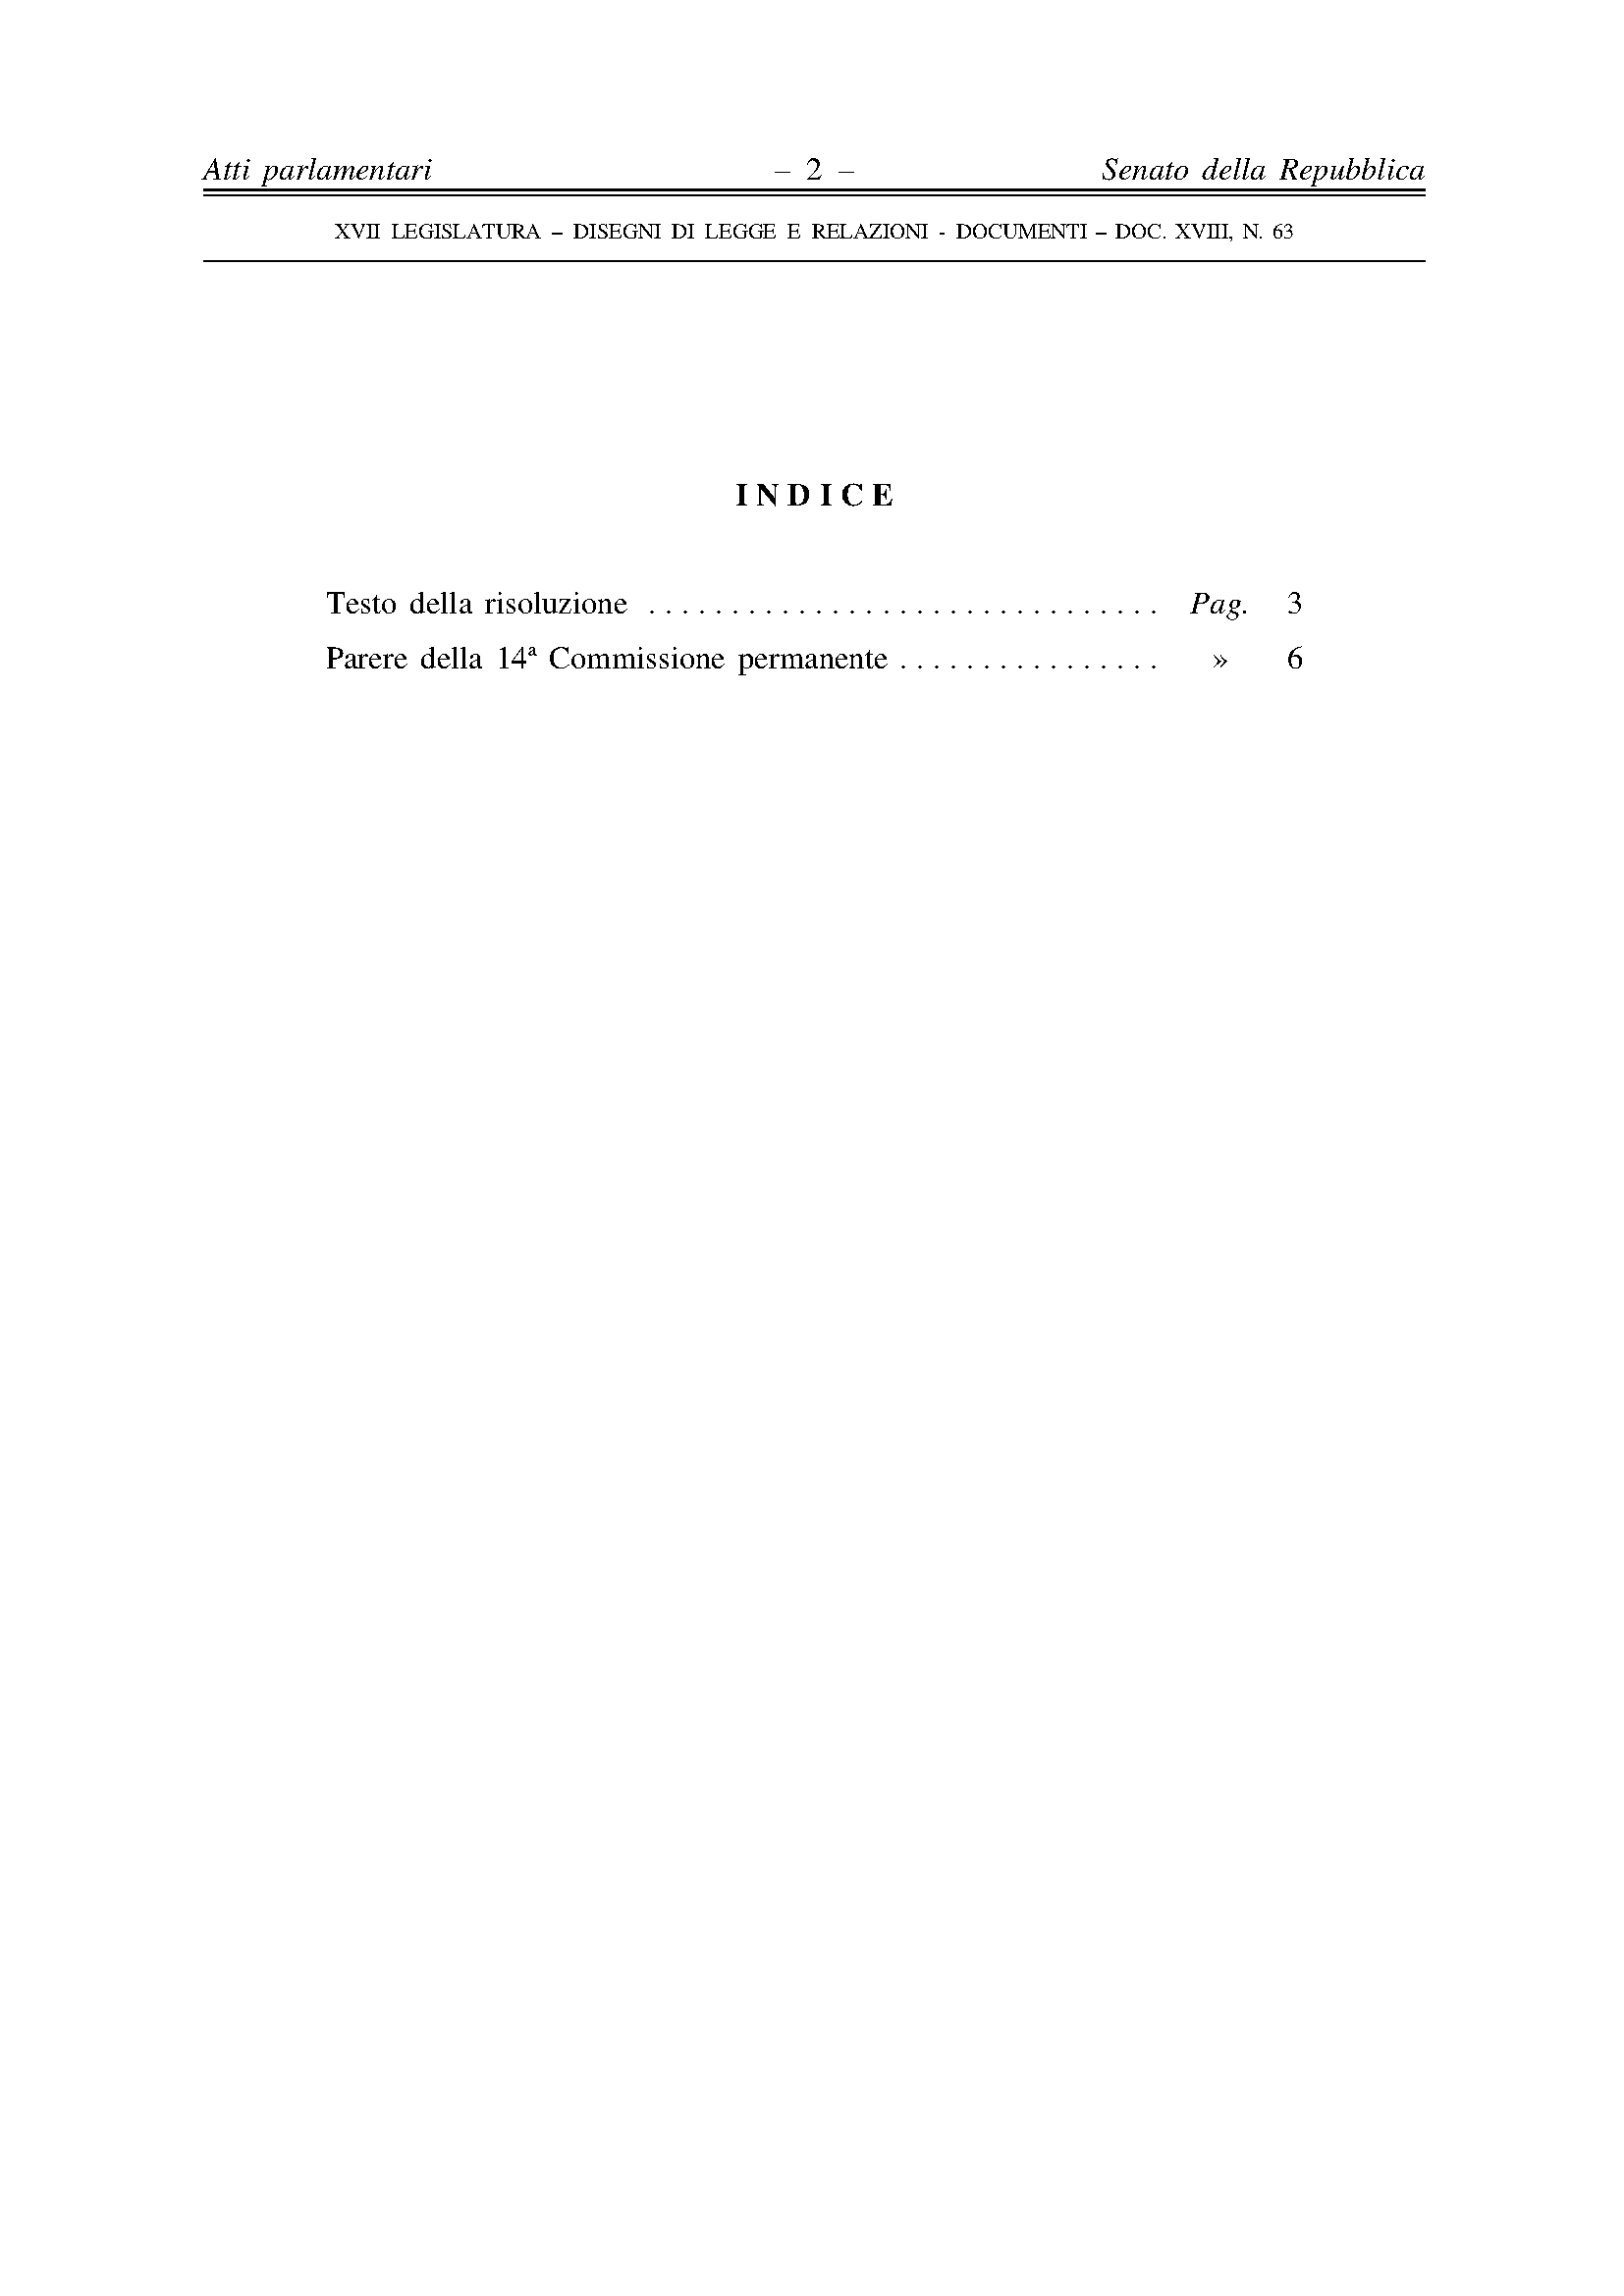 Atti parlamentari – 2 – Senato della Repubblica
XVII LEGISLATURA – DISEGNI DI LEGGE E RELAZIONI - DOCUMENTI – DOC. XVIII, N. 63
INDICE
Testo della risoluzione . . . . . . . . . . . . . . . . . . . . . . . . . . . . . . . Pag. 3
Parere della 14ª Commissione permanente . . . . . . . . . . . . . . . . » 6